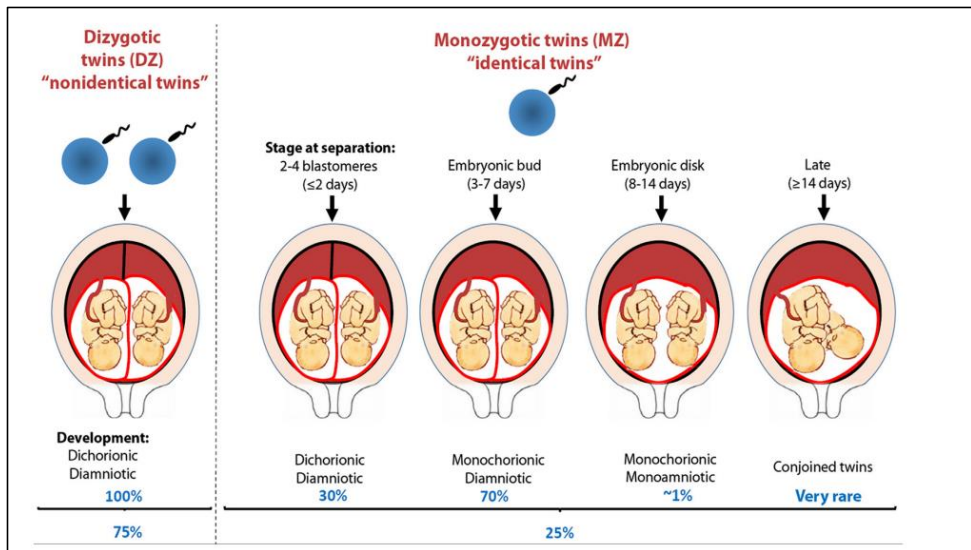 Dizygotic
twins (DZ)
“nonidentical twins”
Monozygotic twins (MZ)
“identical twins”
Stage at separation:
2-4 blastomeres
(≤2 days)
Embryonic bud
(3-7 days)
Embryonic disk
(8-14 days)
Late
(≥14 days)
Development:
Dichorionic
Diamniotic
100%
Dichorionic
Diamniotic
30%
Monochorionic
Diamniotic
70%
Monochorionic
Monoamniotic
~1%
Conjoined twins
Very rare
75%
25%